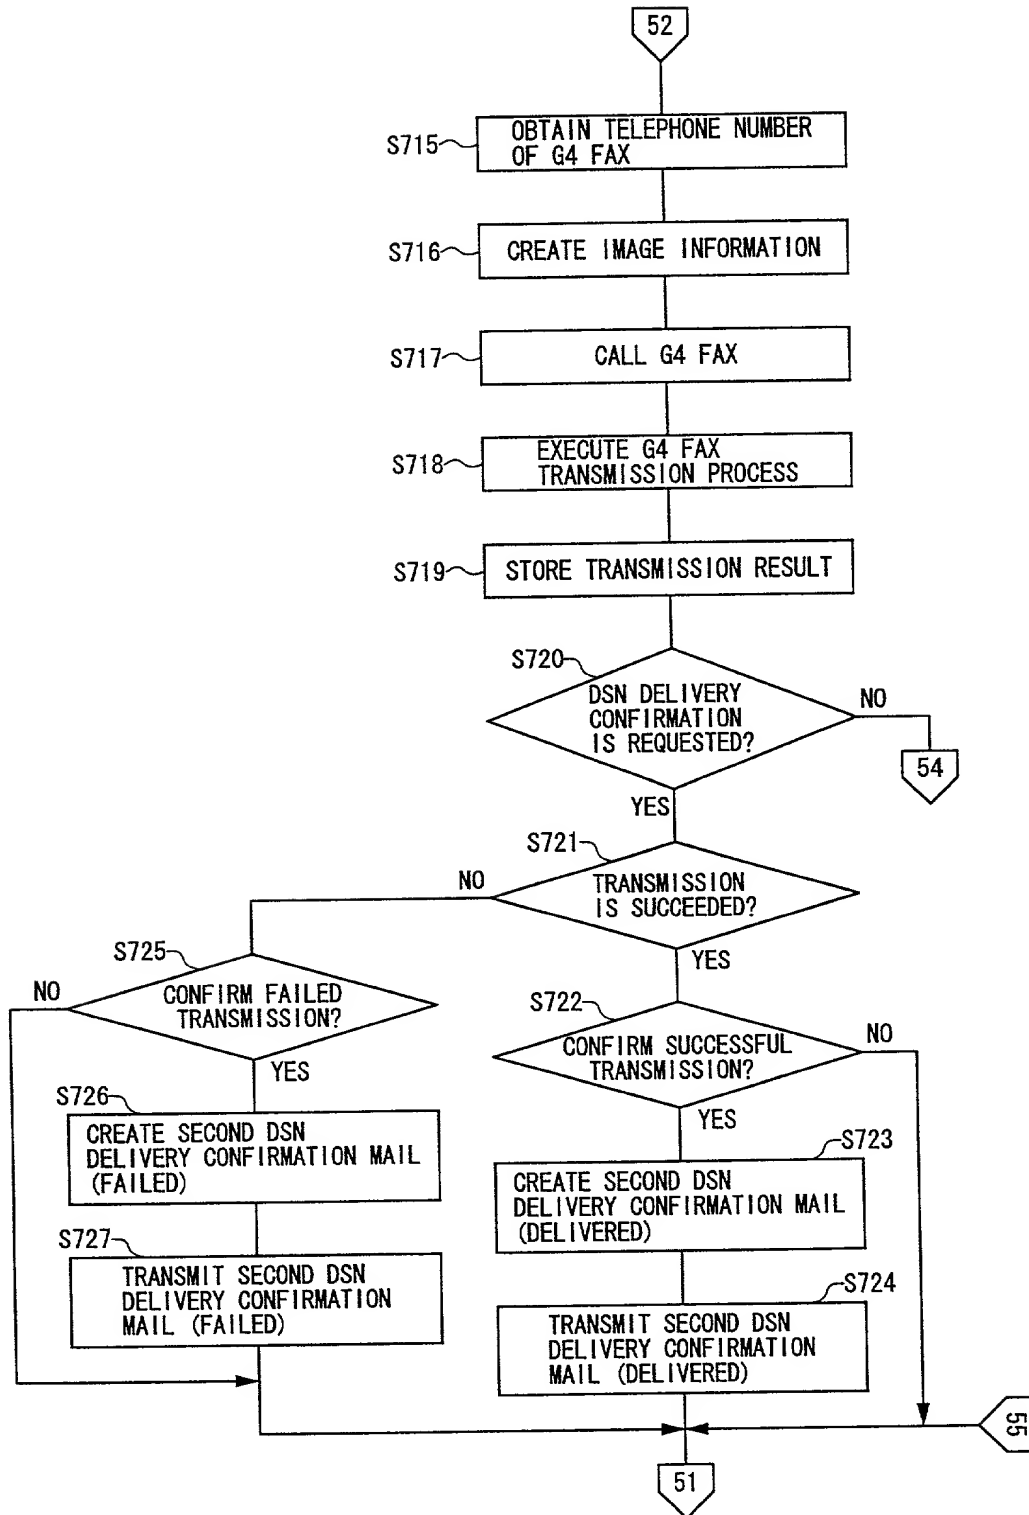 52
S715
OBTAIN TELEPHONE NUMBER
OF G4 FAX
S716
CREATE IMAGE INFORMATION
S717
CALL G4 FAX
S718
EXECUTE G4 FAX
TRANSMISSION PROCESS
S719
STORE TRANSMISSION RESULT
S720
DSN DELIVERY
CONFIRMATION
IS REQUESTED?
NO
54
YES
S721
TRANSMISSION
IS SUCCEEDED?
NO
YES
S725
CONFIRM FAILED
TRANSMISSION?
NO
YES
S722
CONFIRM SUCCESSFUL
TRANSMISSION?
NO
YES
S726
CREATE SECOND DSN
DELIVERY CONFIRMATION MAIL
(FAILED)
S723
CREATE SECOND DSN
DELIVERY CONFIRMATION MAIL
(DELIVERED)
S727
TRANSMIT SECOND DSN
DELIVERY CONFIRMATION
MAIL (FAILED)
S724
TRANSMIT SECOND DSN
DELIVERY CONFIRMATION
MAIL (DELIVERED)
55
51